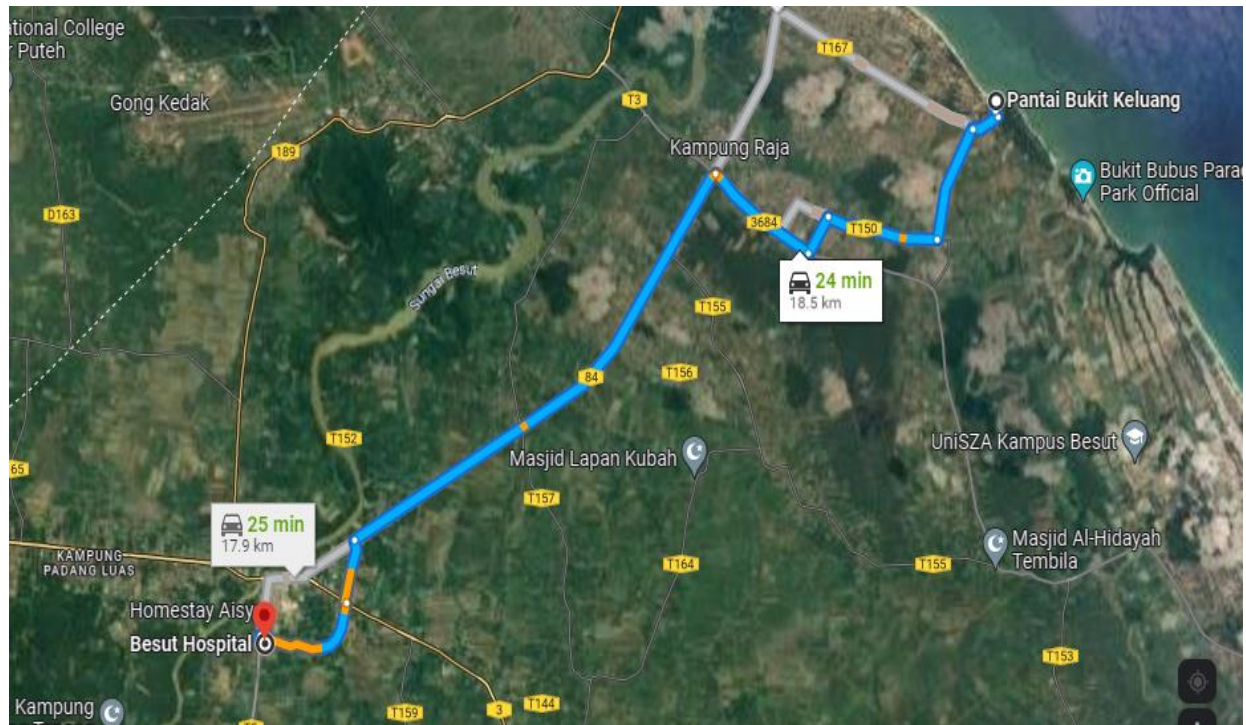 ational College
r Puteh
T167
Pantai Bukit Keluang
Gong Kedak
T3
189
Kampung Raja
Bukit Bubus Parag
Park Official
D163
3684
T150
24 min
18.5 km
Sungai Besut
T155
84
T156
T152
UniSZA Kampus Besut
Masjid Lapan Kubah
65
T157
25 min
17.9 km
Masjid Al-Hidayah
Tembila
KAMPUNG
PADANG LUAS
T164
T155
Homestay Aisy
Besut Hospital
T153
Kampung
T159
3
T144